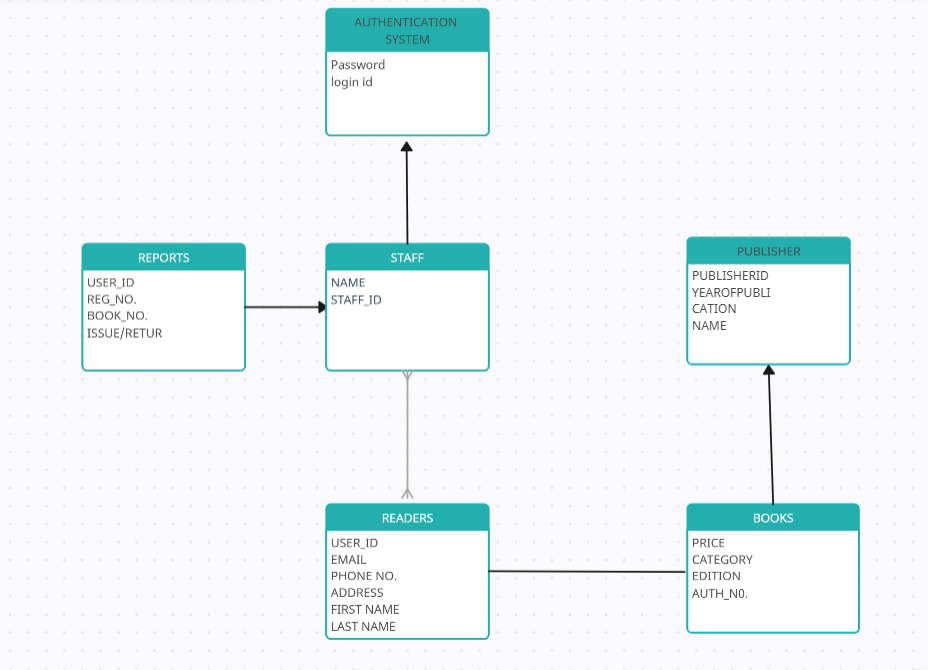 AUTHENTICATION
SYSTEM
Password
login id
REPORTS
USER_ID
REG_NO.
BOOK_NO.
ISSUE/RETUR
STAFF
NAME
STAFF_ID
PUBLISHER
PUBLISHERID
YEAROFPUBLI
CATION
NAME
READERS
USER_ID
EMAIL
PHONE NO.
ADDRESS
FIRST NAME
LAST NAME
BOOKS
PRICE
CATEGORY
EDITION
AUTH_N0.